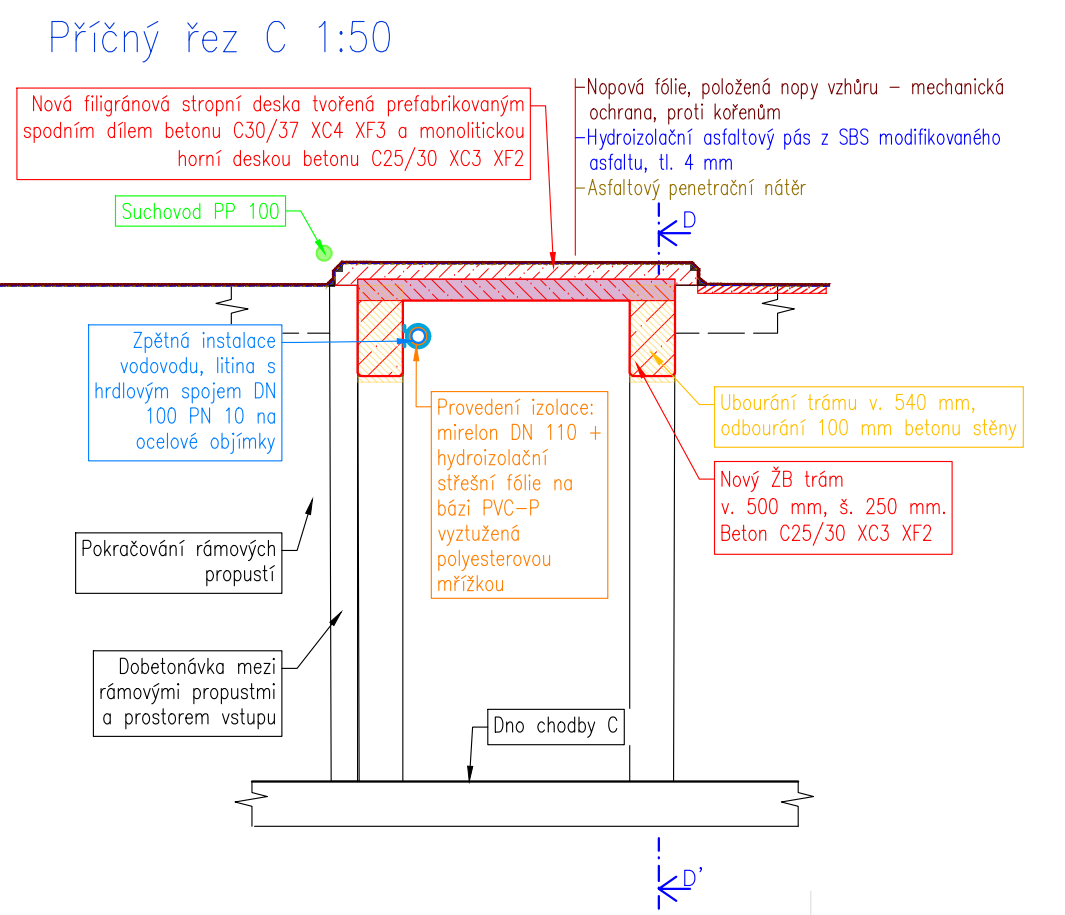 Příčný řez C 1:50
Nová filigránová stropní deska tvořená prefabrikovaným
spodním dílem betonu C30/37 XC4 XF3 a monolitickou
horní deskou betonu C25/30 XC3 XF2
Nopová fólie, položená nopy vzhůru – mechanická
ochrana, proti kořenům
Hydroizolační asfaltový pás z SBS modifikovaného
asfaltu, tl. 4 mm
Asfaltový penetrační nátěr
Suchovod PP 100
D
Zpětná instalace
vodovodu, litina s
hrdlovým spojem DN
100 PN 10 na
ocelové objímky
Provedení izolace:
mirelon DN 110 +
hydroizolační
střešní fólie na
bázi PVC–P
vyztužená
polyesterovou
mřížkou
Ubourání trámu v. 540 mm,
odbourání 100 mm betonu stěny
Nový ŽB trám
v. 500 mm, š. 250 mm.
Beton C25/30 XC3 XF2
Pokračování rámových
propustí
Dobetonávka mezi
rámovými propustmi
a prostorem vstupu
Dno chodby C
D'